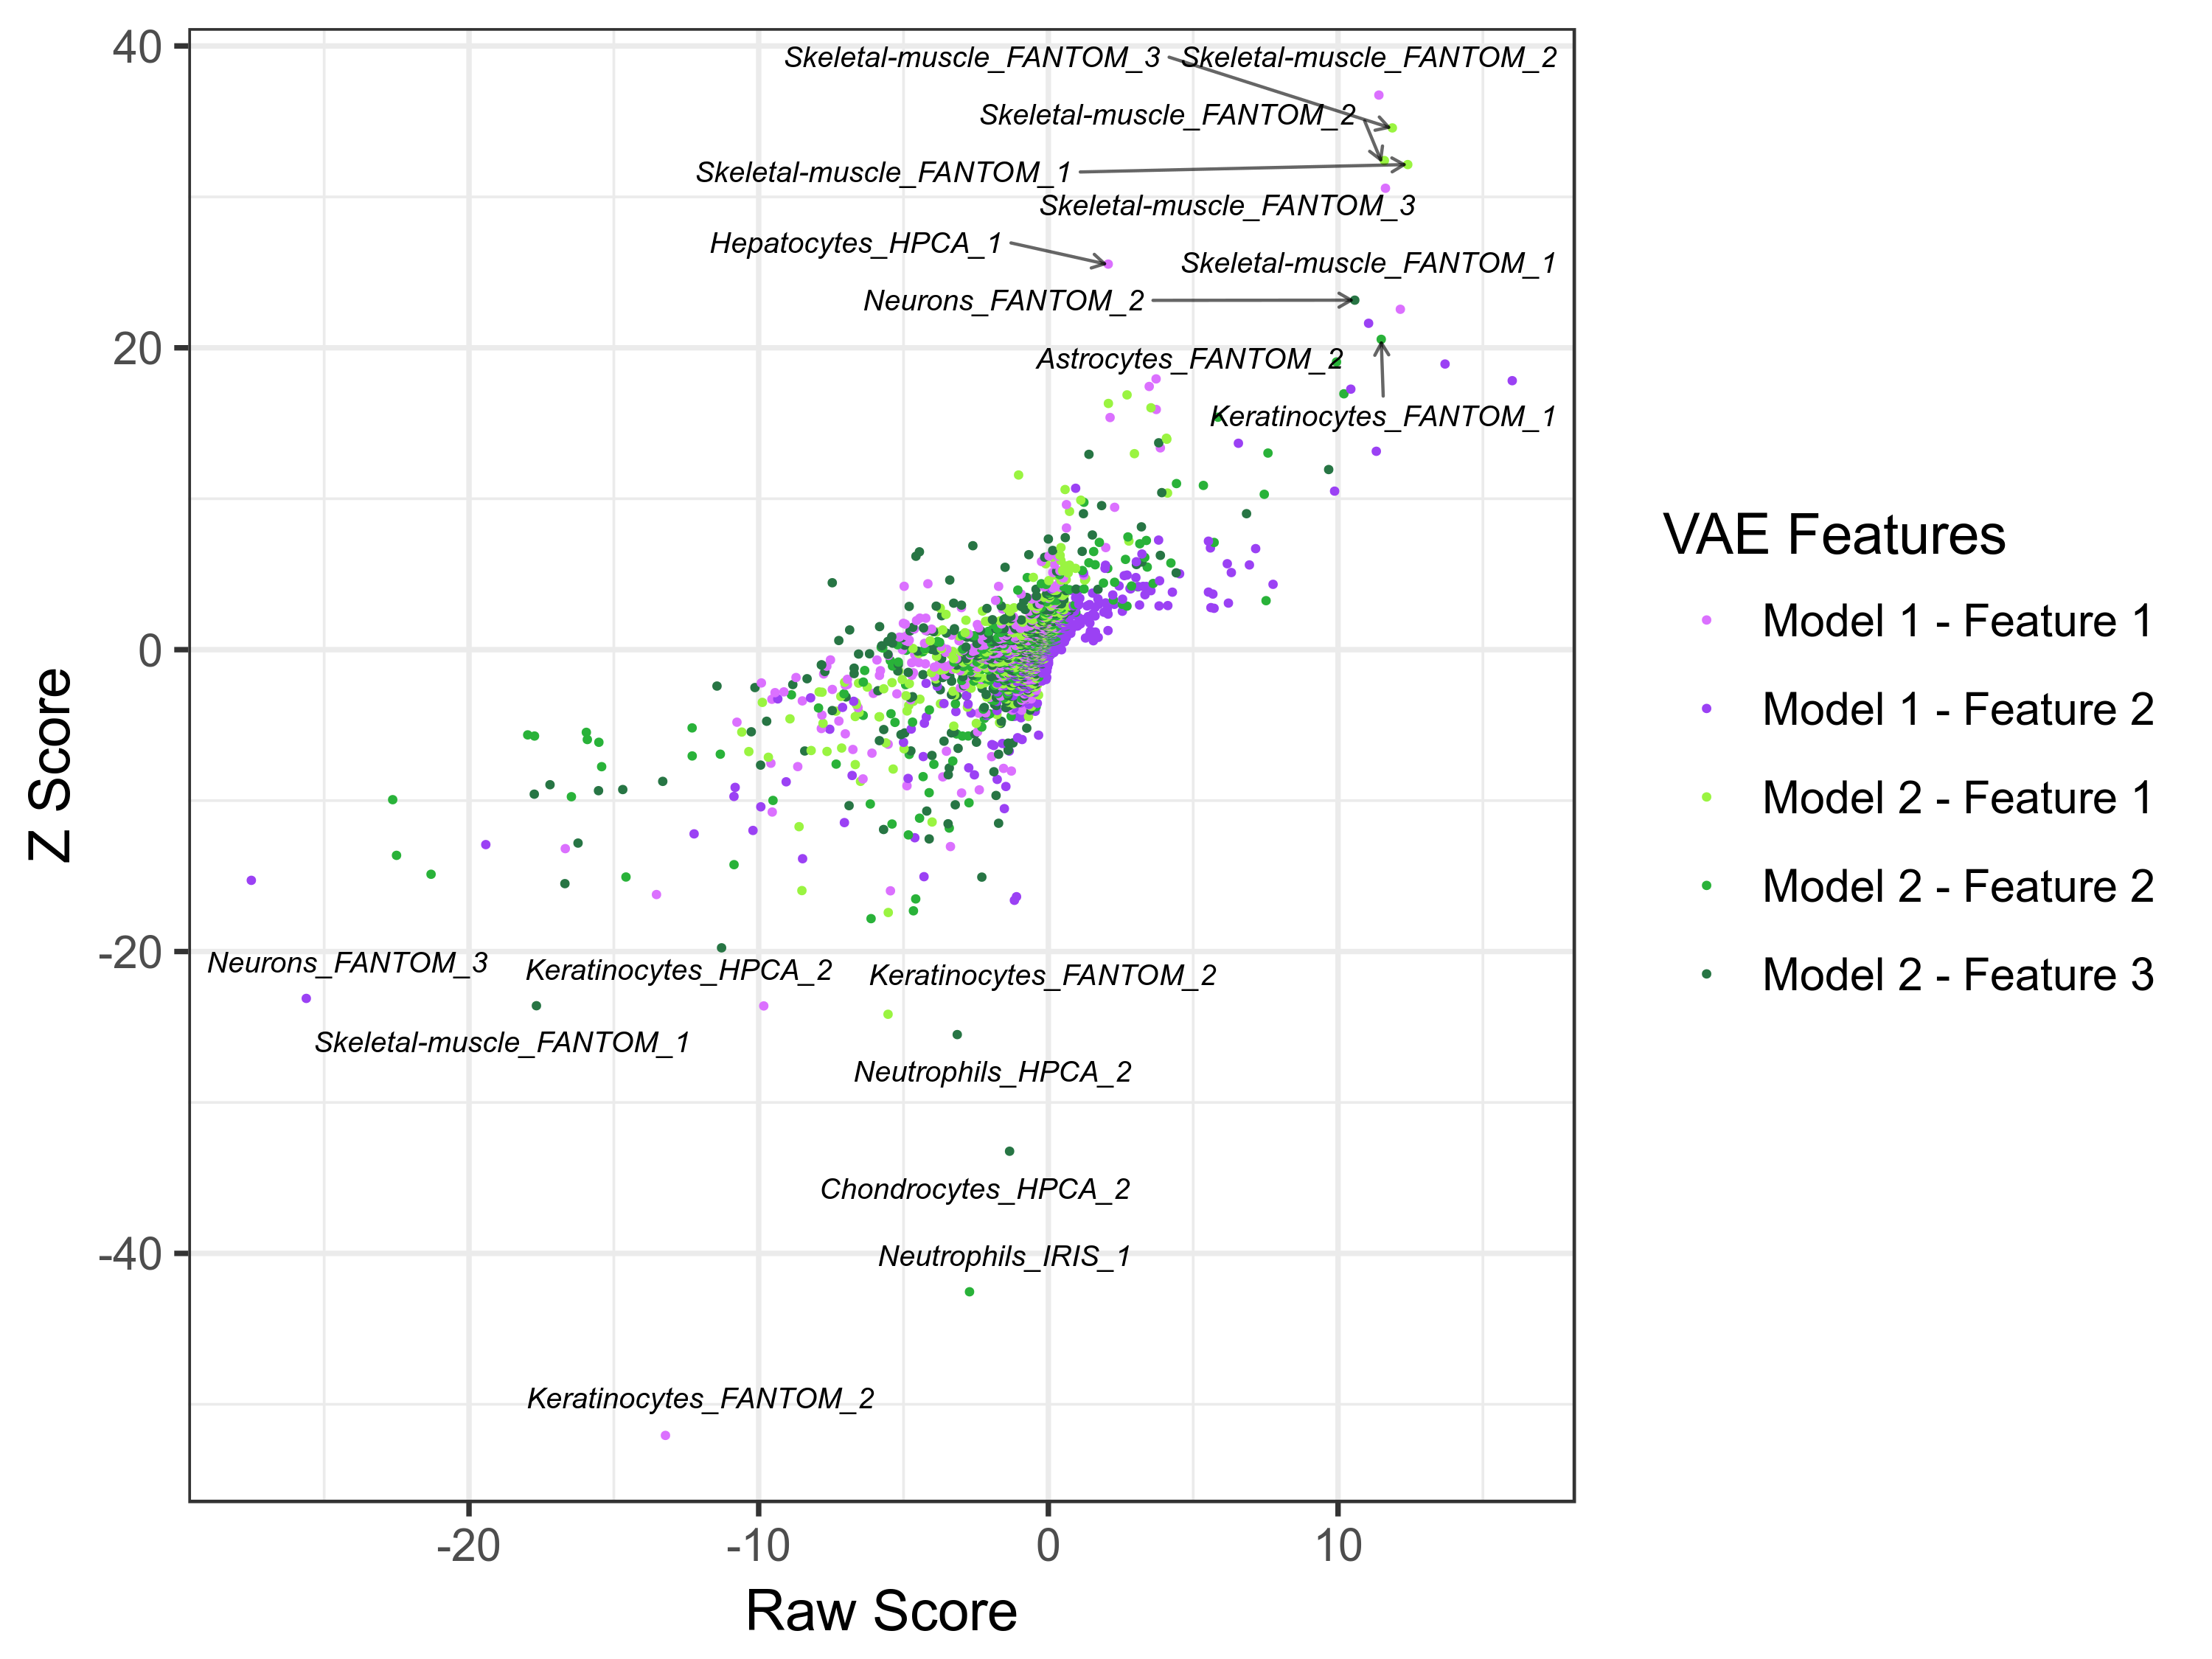 40
20
0
-20
-40
Z Score
Skeletal-muscle_FANTOM_3
Skeletal-muscle_FANTOM_2
Skeletal-muscle_FANTOM_2
Skeletal-muscle_FANTOM_1
Skeletal-muscle_FANTOM_3
Hepatocytes_HPCA_1
Skeletal-muscle_FANTOM_1
Neurons_FANTOM_2
Astrocytes_FANTOM_2
Keratinocytes_FANTOM_1
Neurons_FANTOM_3
Keratinocytes_HPCA_2
Keratinocytes_FANTOM_2
Skeletal-muscle_FANTOM_1
Neutrophils_HPCA_2
Chondrocytes_HPCA_2
Neutrophils_IRIS_1
Keratinocytes_FANTOM_2
-20
-10
0
10
Raw Score
VAE Features
Model 1 - Feature 1
Model 1 - Feature 2
Model 2 - Feature 1
Model 2 - Feature 2
Model 2 - Feature 3